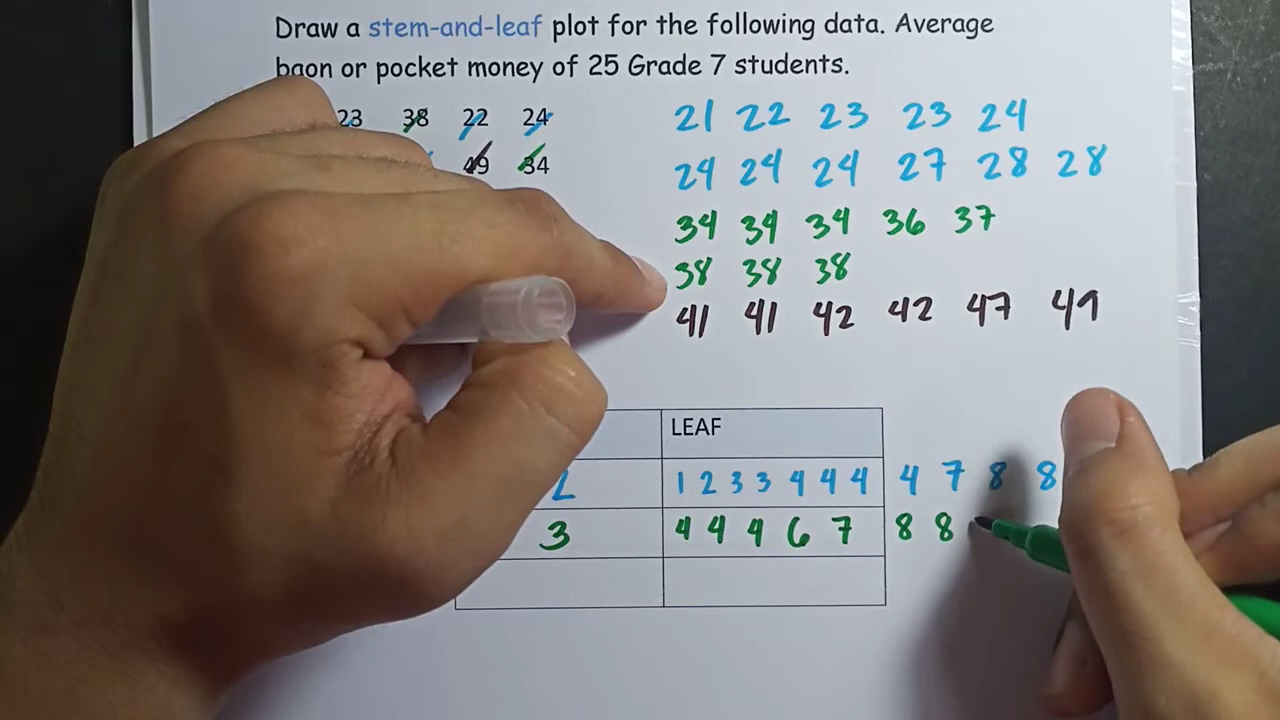 Draw a stem-and-leaf plot for the following data. Average
baon or pocket money of 25 Grade 7 students.
23 38 22 24
49 34
21 22 23 23 24
24 24 24 27 28 28
34 34 34 36 37
38 38 38
41 41 42 42 47 49
LEAF
2 1 2 3 3 4 4 4 4 7 8 8
3 4 4 4 6 7 8 8